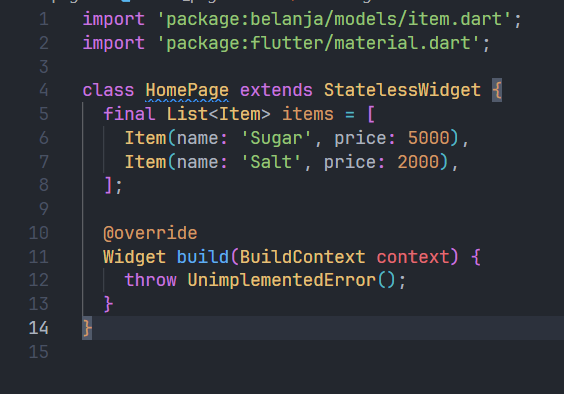 1 import 'package:belanja/models/item.dart';
2 import 'package:flutter/material.dart';
3
4 class HomePage extends StatelessWidget {
5   final List<Item> items = [
6     Item(name: 'Sugar', price: 5000),
7     Item(name: 'Salt', price: 2000),
8   ];
9
10   @override
11   Widget build(BuildContext context) {
12     throw UnimplementedError();
13   }
14 }
15